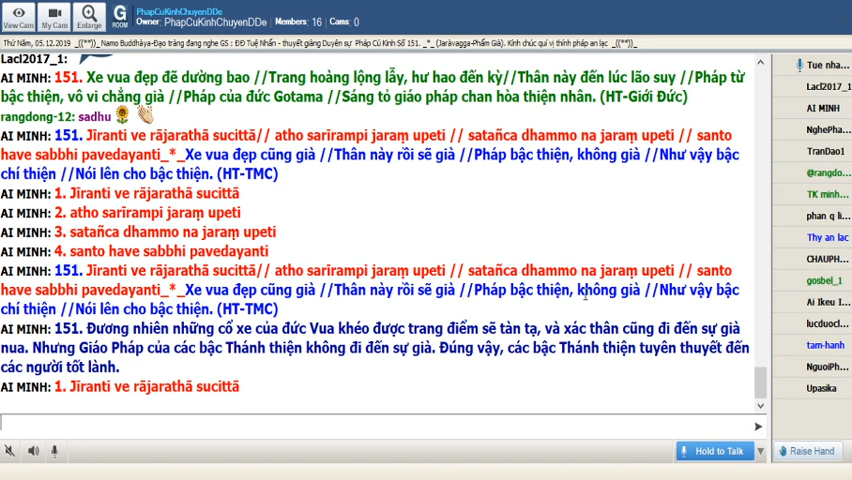 PhapCuKinhChuyenDDe
Owner: PhapCuKinhChuyenDDe Members: 16 Cams: 0
View Cam
My Cam
Enlarge
G
ROOM
Thứ Năm, 05.12.2019 _((**))_ Namo Buddhàya-Đạo tràng đang nghe GS : ĐĐ Tuệ Nhẫn - thuyết giảng Duyên sự Pháp Cú Kinh Số 151. _*_ (Jaràvagga-Phẩm Già). Kính chúc quí vị thính pháp an lạc _((**))_
Lacl2017_1:
AI MINH: 151. Xe vua đẹp đẽ dường bao //Trang hoàng lộng lẫy, hư hao đến kỳ//Thân này đến lúc lão suy //Pháp từ
bậc thiện, vô vi chẳng già //Pháp của đức Gotama //Sáng tỏ giáo pháp chan hòa thiện nhân. (HT-Giới Đức)
rangdong-12: sadhu
AI MINH: 151. Jīranti ve rājarathā sucittā// atho sarīrampi jaraṃ upeti // satañca dhammo na jaraṃ upeti // santo
have sabbhi pavedayanti_*_Xe vua đẹp cũng già //Thân này rồi sẽ già //Pháp bậc thiện, không già //Như vậy bậc
chí thiện //Nói lên cho bậc thiện. (HT-TMC)
AI MINH: 1. Jīranti ve rājarathā sucittā
AI MINH: 2. atho sarīrampi jaraṃ upeti
AI MINH: 3. satañca dhammo na jaraṃ upeti
AI MINH: 4. santo have sabbhi pavedayanti
AI MINH: 151. Jīranti ve rājarathā sucittā// atho sarīrampi jaraṃ upeti // satañca dhammo na jaraṃ upeti // santo
have sabbhi pavedayanti_*_Xe vua đẹp cũng già //Thân này rồi sẽ già //Pháp bậc thiện, không già //Như vậy bậc
chí thiện //Nói lên cho bậc thiện. (HT-TMC)
AI MINH: 151. Đương nhiên những cổ xe của đức Vua khéo được trang điểm sẽ tàn tạ, và xác thân cũng đi đến sự già
nua. Nhưng Giáo Pháp của các bậc Thánh thiện không đi đến sự già. Đúng vậy, các bậc Thánh thiện tuyên thuyết đến
các người tốt lành.
AI MINH: 1. Jīranti ve rājarathā sucittā
Tue nha
Lacl2017
AI MINH
NghePha
TranDao1
@rangdo
TK minh
phan q li
Thy an lac
CHAUPH
gosbel_1
Ai Ikeu I
lucduocl
tam-hanh
NguoiPh
Upasika
Hold to Talk
Raise Hand